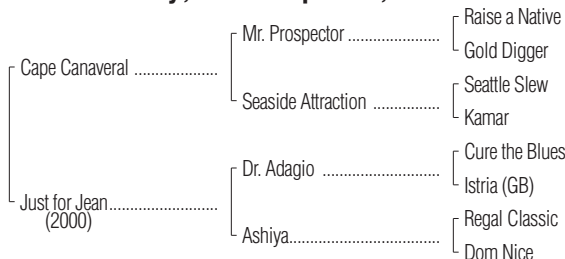 Raise a Native
Mr. Prospector ..................
Gold Digger
Cape Canaveral ....................
Seattle Slew
Seaside Attraction ................
Kamar
Cure the Blues
Dr. Adagio ............................
Istria (GB)
Just for Jean..........................
(2000)
Regal Classic
Ashiya....................................
Dom Nice